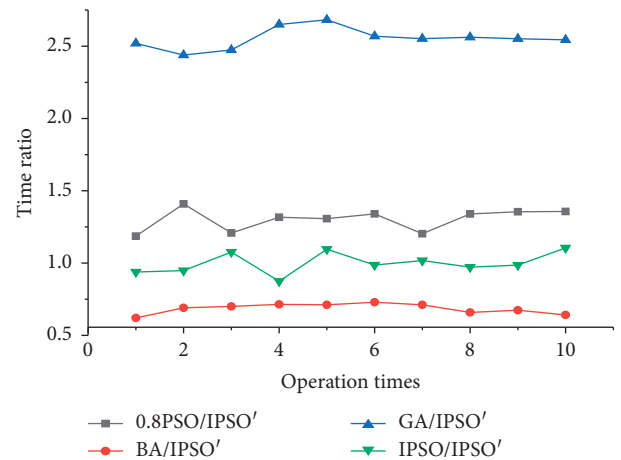 2.5
2.0
Time ratio
1.5
1.0
0.5
0 2 4 6 8 10
Operation times
0.8PSO/IPSO′ GA/IPSO′
BA/IPSO′ IPSO/IPSO′